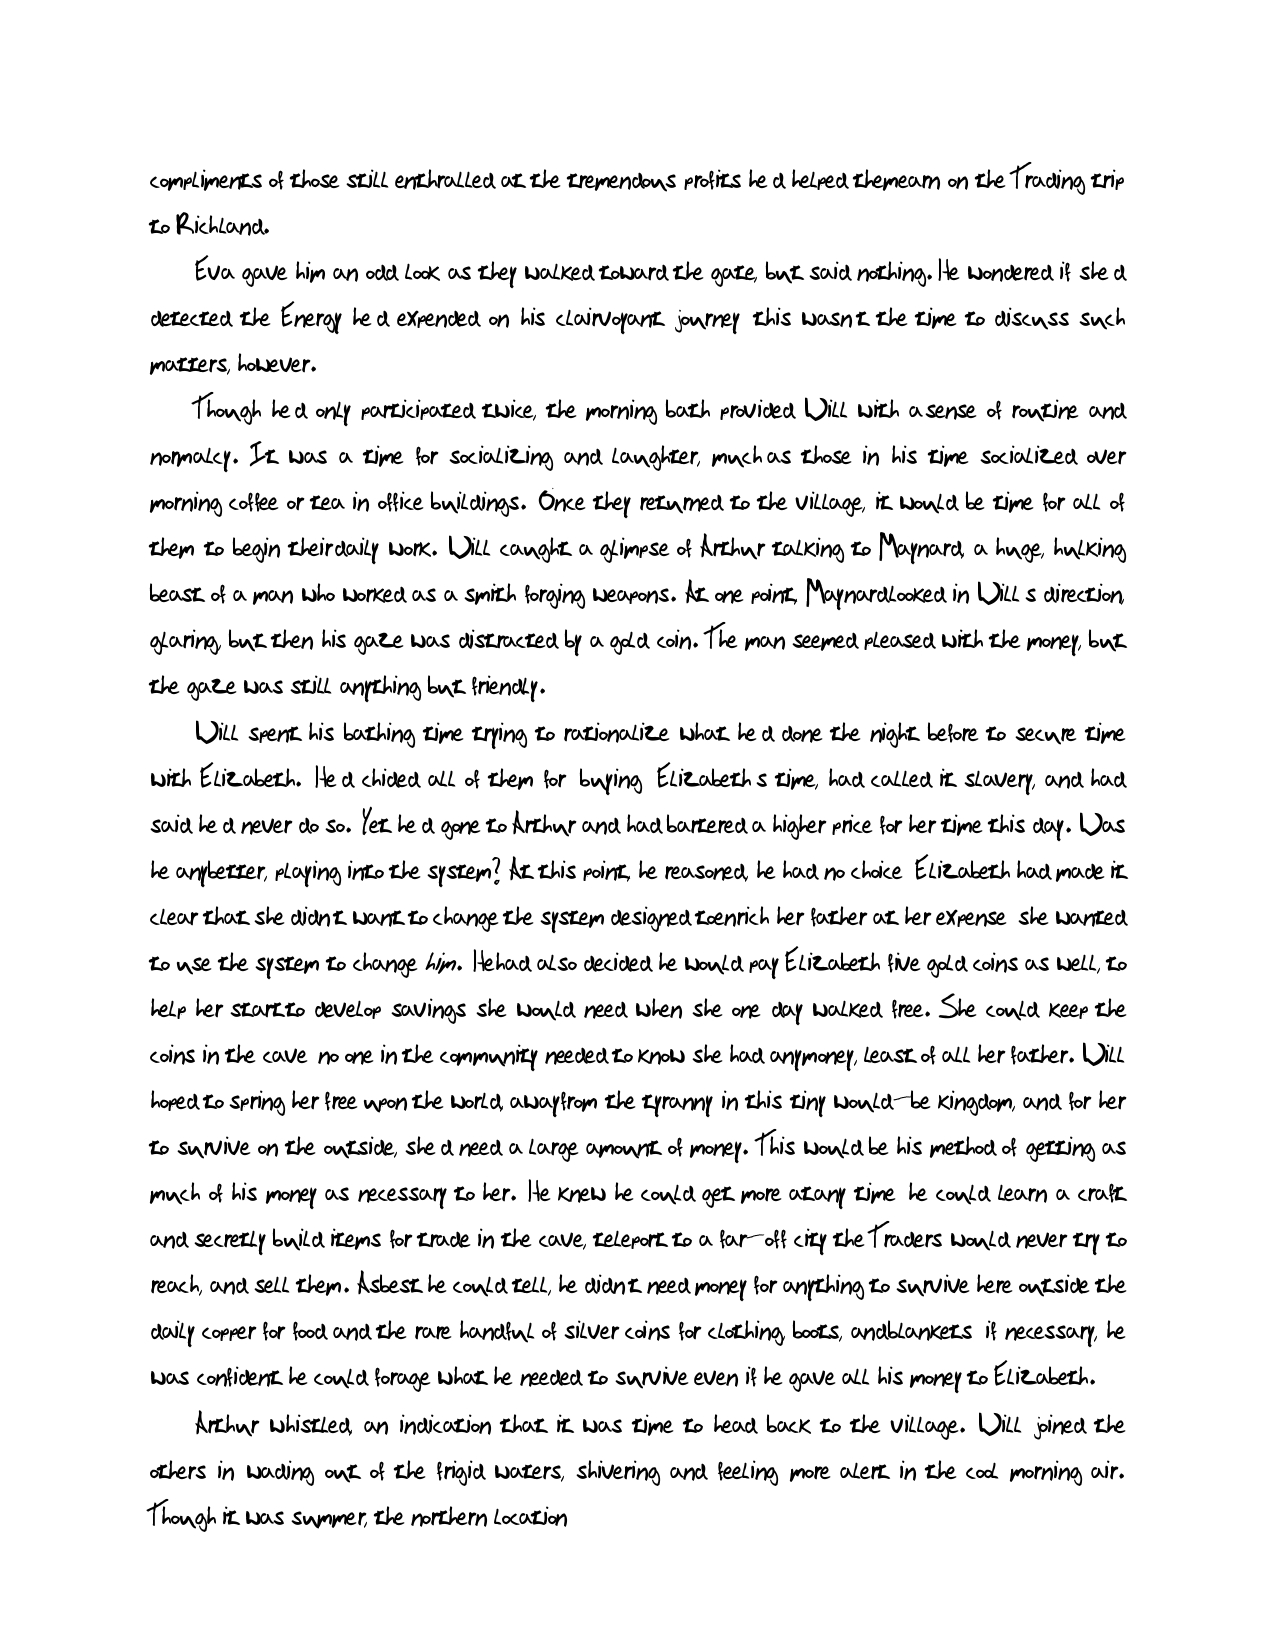 compliments of those still enthralled at the tremendous profits he d helped themearn on the Trading trip
to Richland.
Eva gave him an odd look as they walked toward the gate, but said nothing. He wondered if she d
detected the Energy he d expended on his clairvoyant journey this wasn t the time to discuss such
matters, however.
Though he d only participated twice, the morning bath provided Will with a sense of routine and
normalcy. It was a time for socializing and laughter, much as those in his time socialized over
morning coffee or tea in office buildings. Once they returned to the village, it would be time for all of
them to begin theirdaily work. Will caught a glimpse of Arthur talking to Maynard, a huge, hulking
beast of a man who worked as a smith forging weapons. At one point, Maynardlooked in Will s direction,
glaring, but then his gaze was distracted by a gold coin. The man seemed pleased with the money, but
the gaze was still anything but friendly.
Will spent his bathing time trying to rationalize what he d done the night before to secure time
with Elizabeth. He d chided all of them for buying Elizabeth s time, had called it slavery, and had
said he d never do so. Yet he d gone to Arthur and had bartered a higher price for her time this day. Was
he anybetter, playing into the system? At this point, he reasoned, he had no choice Elizabeth had made it
clear that she didn t want to change the system designed toenrich her father at her expense she wanted
to use the system to change him. Hehad also decided he would pay Elizabeth five gold coins as well, to
help her startto develop savings she would need when she one day walked free. She could keep the
coins in the cave no one in the community needed to know she had anymoney, least of all her father. Will
hoped to spring her free upon the world, awayfrom the tyranny in this tiny would-be kingdom, and for her
to survive on the outside, she d need a large amount of money. This would be his method of getting as
much of his money as necessary to her. He knew he could get more atany time he could learn a craft
and secretly build items for trade in the cave, teleport to a far-off city the Traders would never try to
reach, and sell them. Asbest he could tell, he didn t need money for anything to survive here outside the
daily copper for food and the rare handful of silver coins for clothing, boots, andblankets if necessary, he
was confident he could forage what he needed to survive even if he gave all his money to Elizabeth.
Arthur whistled, an indication that it was time to head back to the village. Will joined the
others in wading out of the frigid waters, shivering and feeling more alert in the cool morning air.
Though it was summer, the northern location